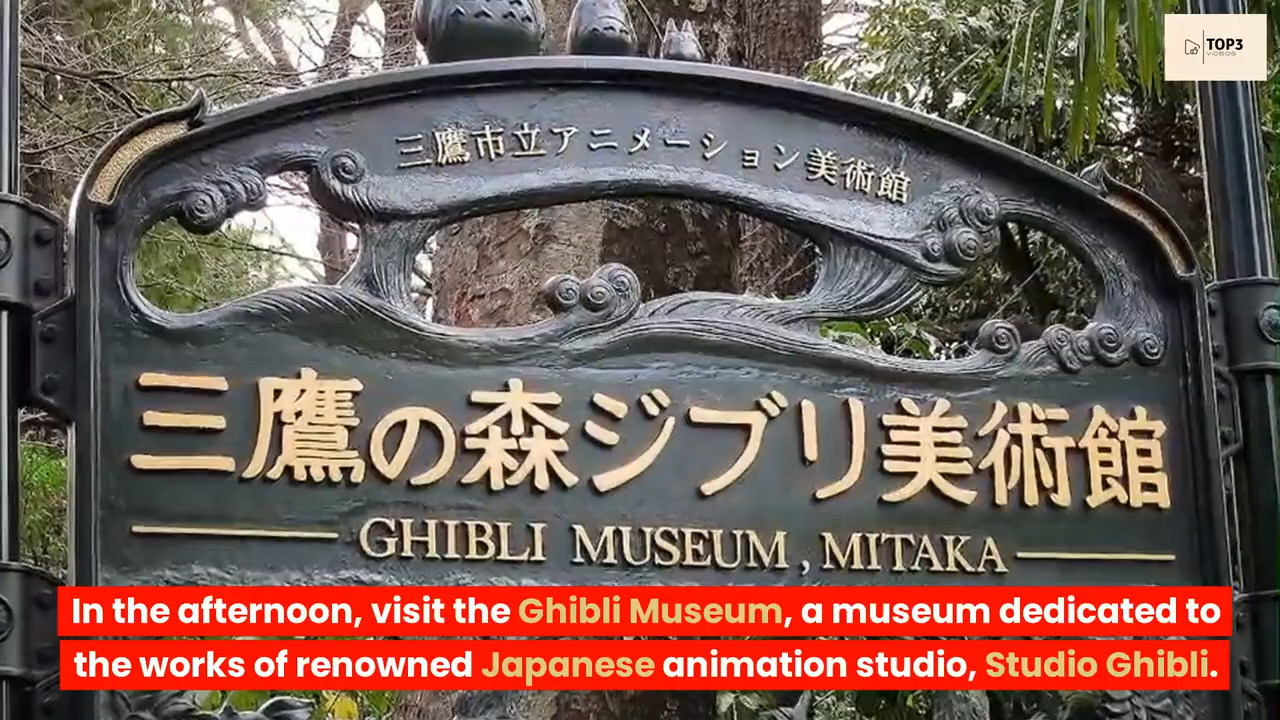 TOP3
VIDEOS
三鷹市立アニメーション美術館
三鷹の森ジブリ美術館
GHIBLI MUSEUM, MITAKA
In the afternoon, visit the Ghibli Museum, a museum dedicated to
the works of renowned Japanese animation studio, Studio Ghibli.